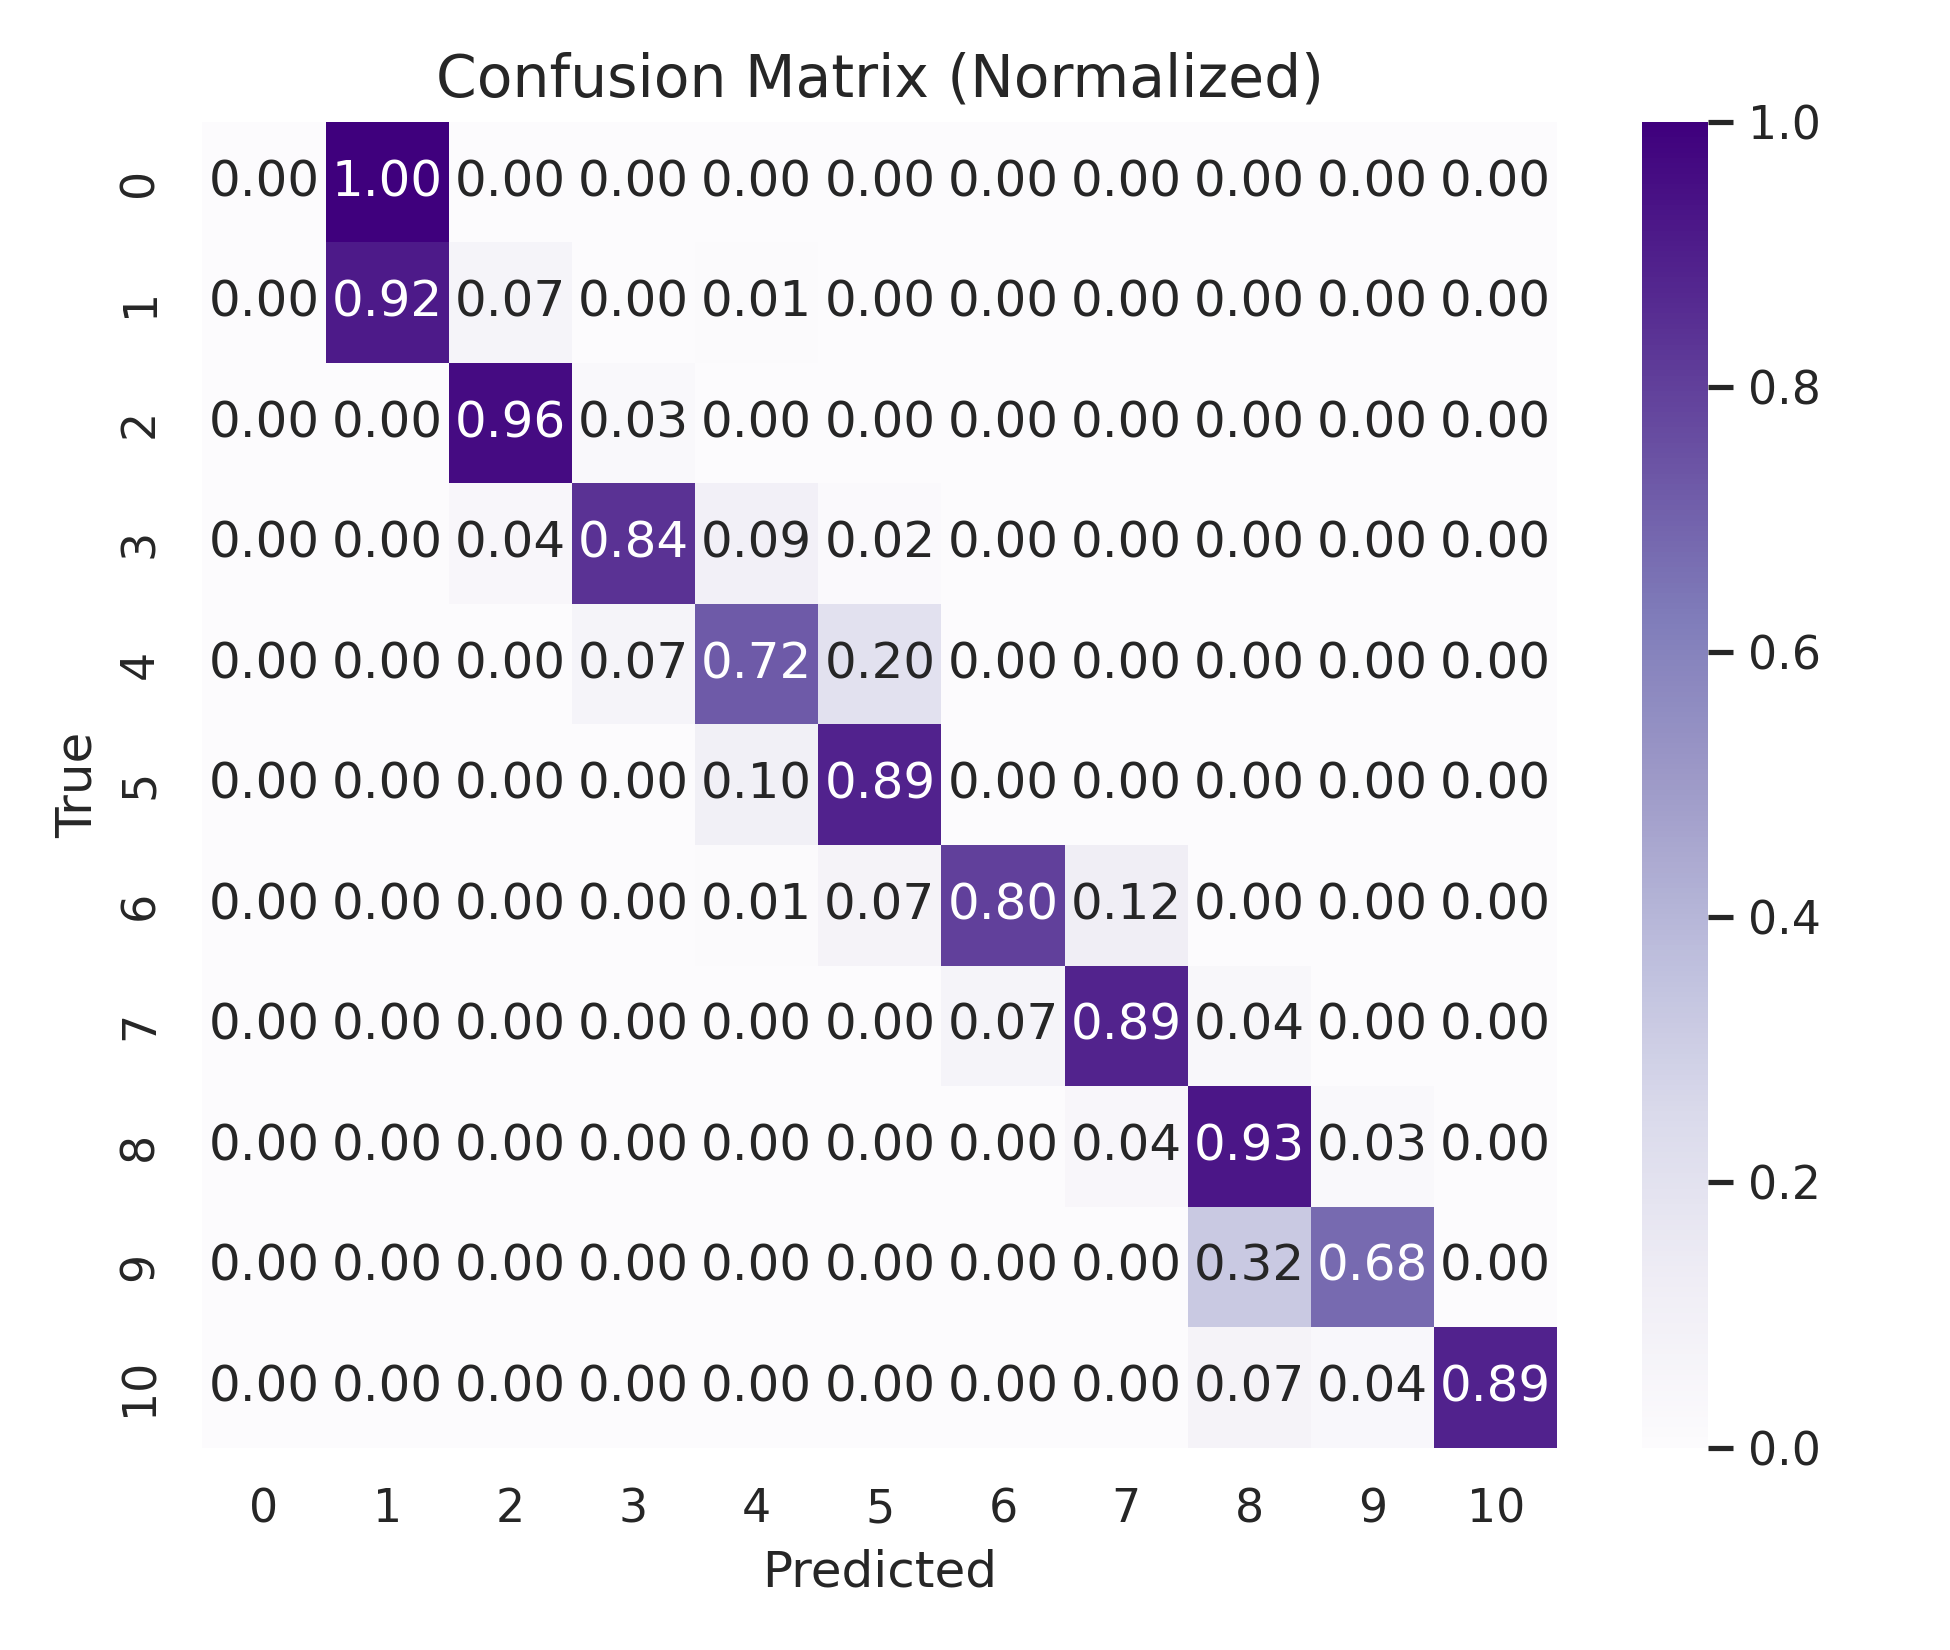 Confusion Matrix (Normalized)
0 0.00 1.00 0.00 0.00 0.00 0.00 0.00 0.00 0.00 0.00 0.00
1 0.00 0.92 0.07 0.00 0.01 0.00 0.00 0.00 0.00 0.00 0.00
2 0.00 0.00 0.96 0.03 0.00 0.00 0.00 0.00 0.00 0.00 0.00
3 0.00 0.00 0.04 0.84 0.09 0.02 0.00 0.00 0.00 0.00 0.00
4 0.00 0.00 0.00 0.07 0.72 0.20 0.00 0.00 0.00 0.00 0.00
5 0.00 0.00 0.00 0.00 0.10 0.89 0.00 0.00 0.00 0.00 0.00
6 0.00 0.00 0.00 0.00 0.01 0.07 0.80 0.12 0.00 0.00 0.00
7 0.00 0.00 0.00 0.00 0.00 0.00 0.07 0.89 0.04 0.00 0.00
8 0.00 0.00 0.00 0.00 0.00 0.00 0.00 0.04 0.93 0.03 0.00
9 0.00 0.00 0.00 0.00 0.00 0.00 0.00 0.00 0.32 0.68 0.00
10 0.00 0.00 0.00 0.00 0.00 0.00 0.00 0.00 0.07 0.04 0.89
0 1 2 3 4 5 6 7 8 9 10
Predicted
True
1.0
0.8
0.6
0.4
0.2
0.0